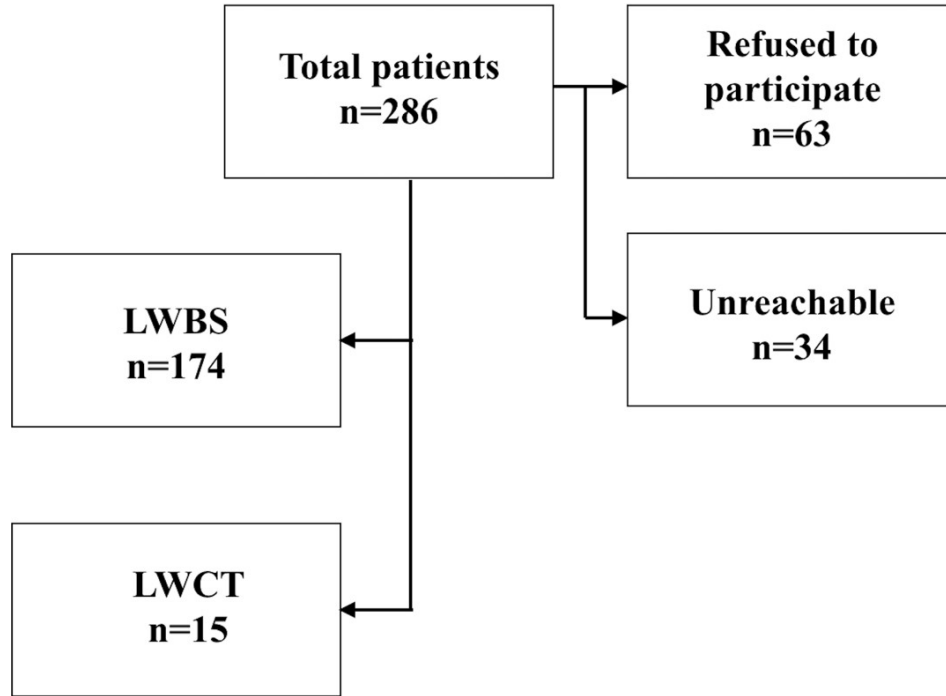 Total patients
n=286
Refused to
participate
n=63
Unreachable
n=34
LWBS
n=174
LWCT
n=15